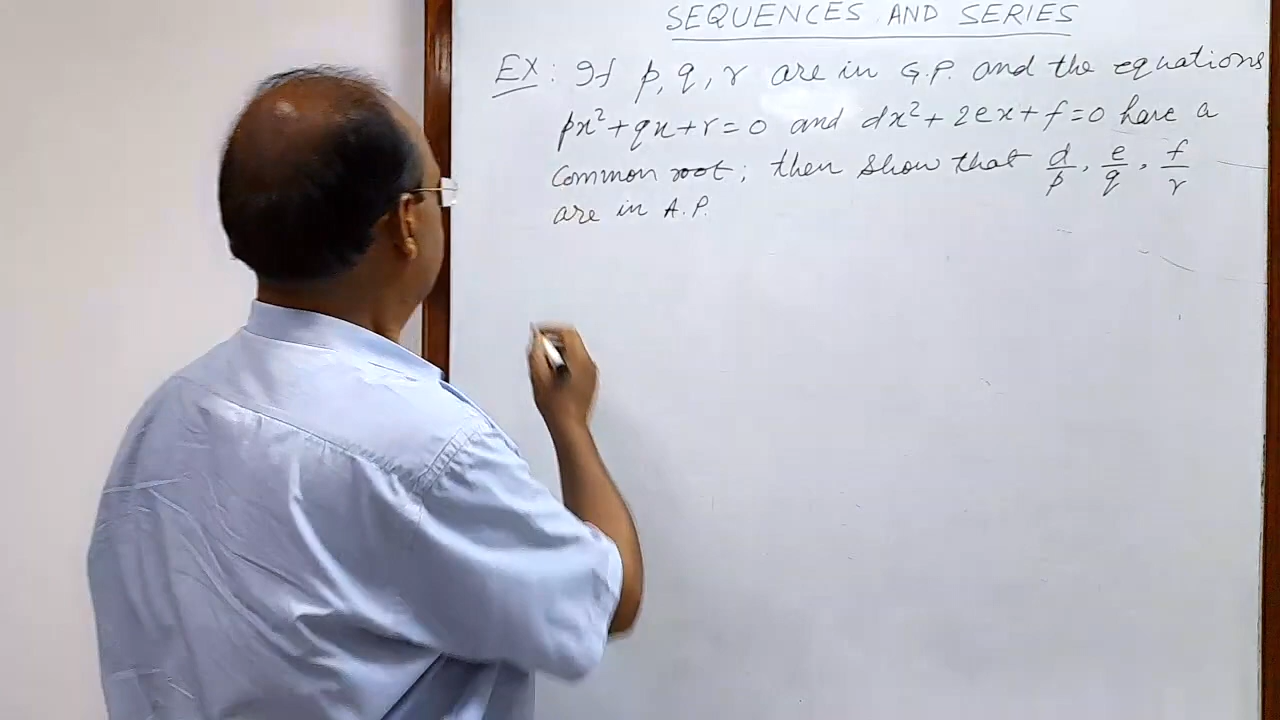 SEQUENCES AND SERIES
EX: If p, q, r are in G.P. and the equations
px²+qx+r=0 and dx²+2ex+f=0 have a
common root; then show that d/p, e/q, f/r
are in A.P.